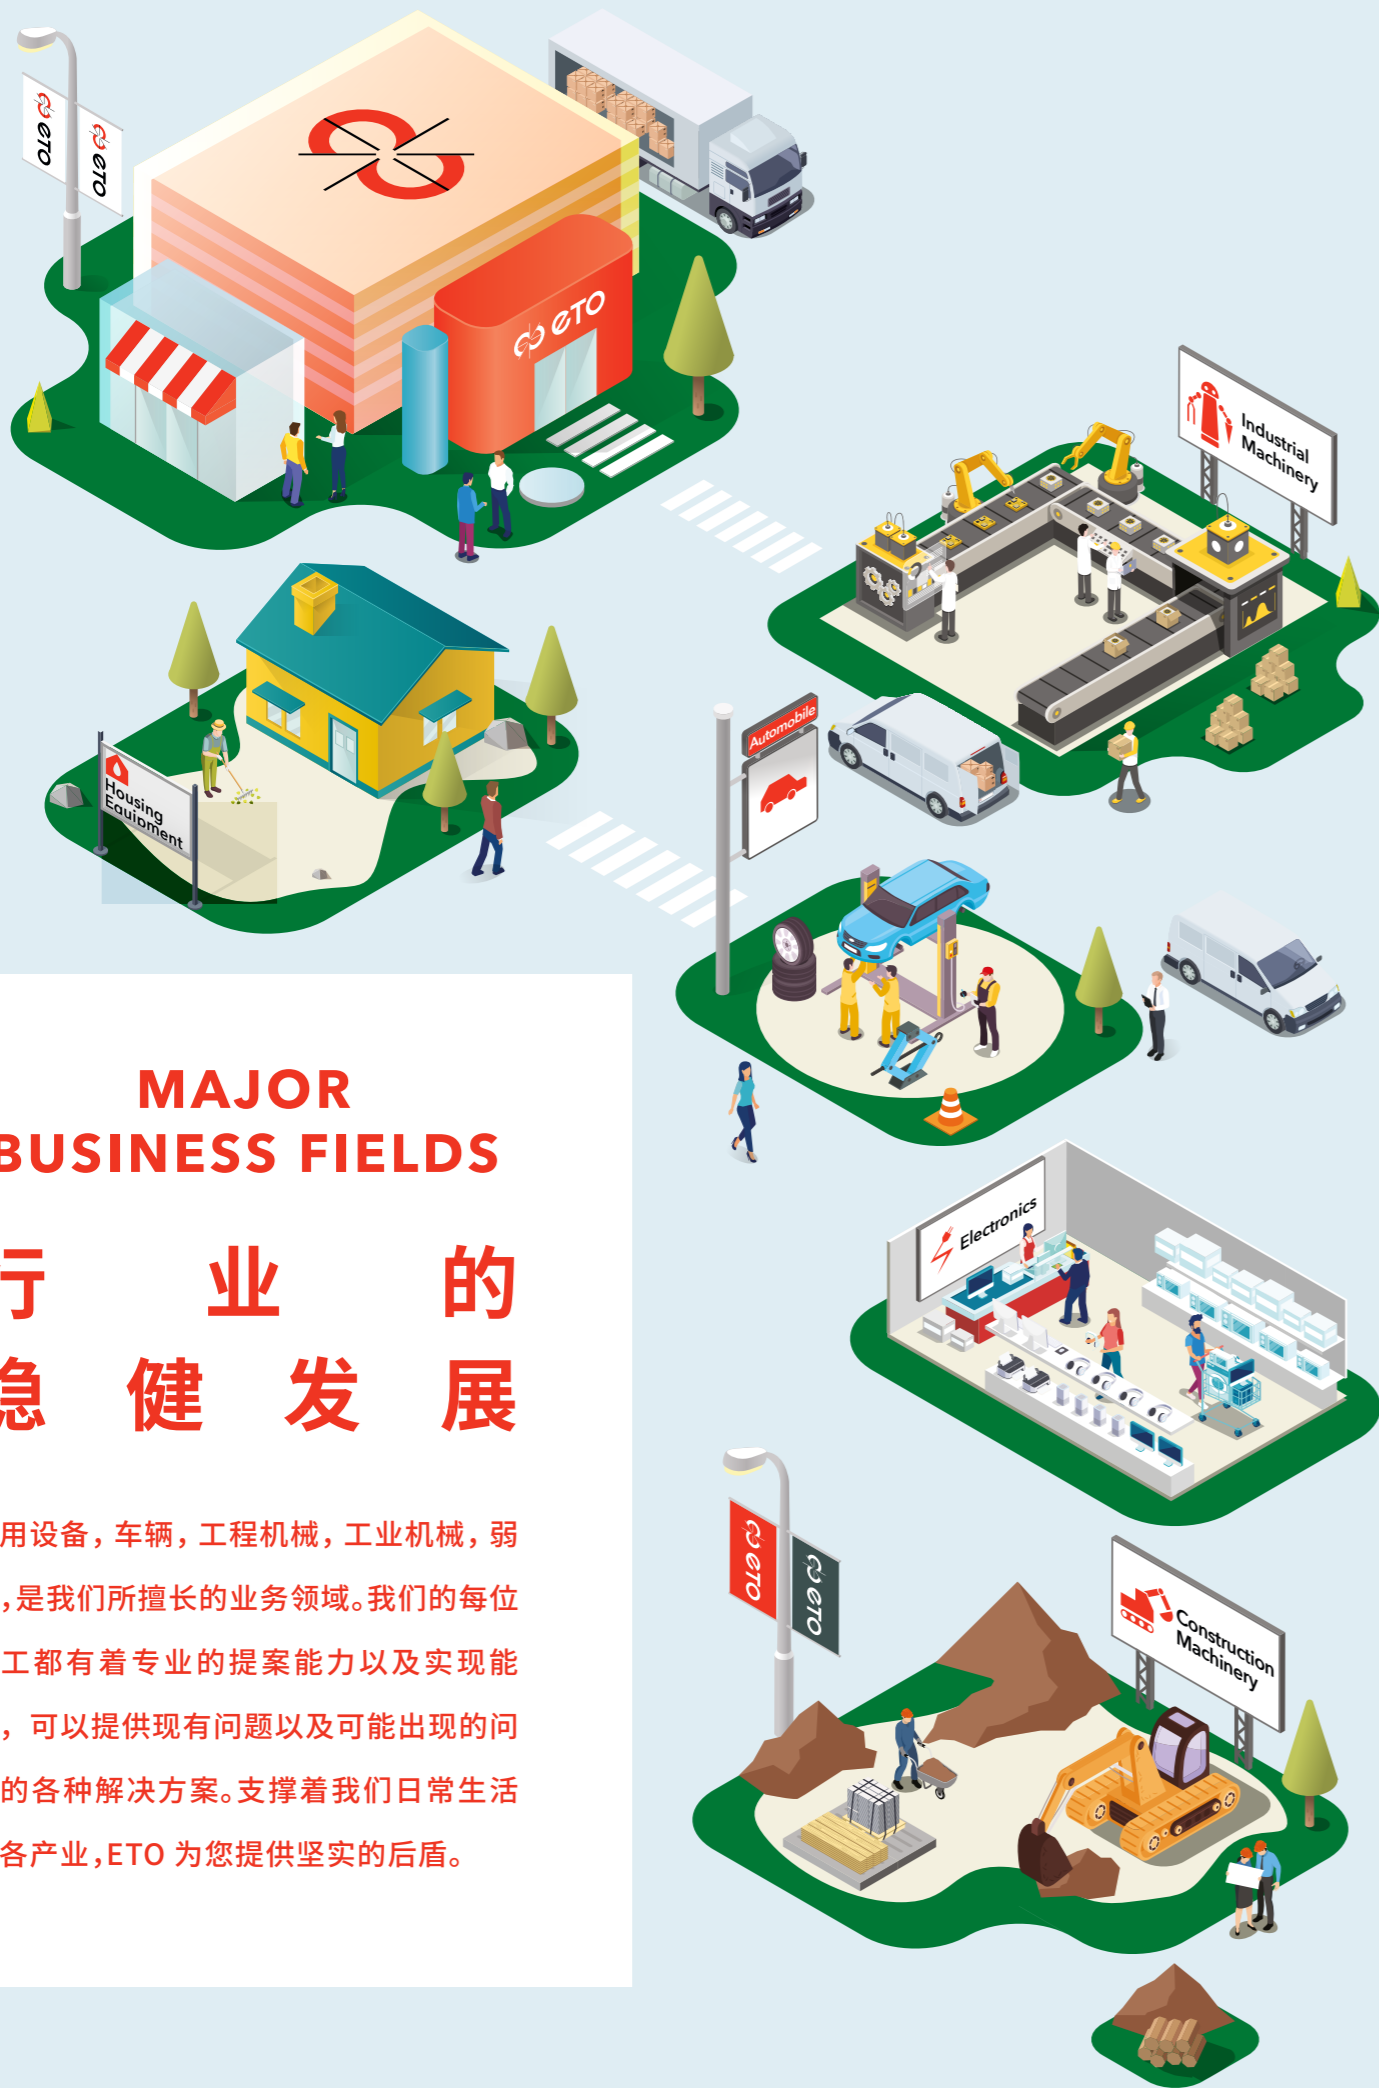 eTO
eTO
eTO
Industrial
Machinery
Automobile
Housing
Equipment
MAJOR
BUSINESS FIELDS
行业的
稳健发展
用设备，车辆，工程机械，工业机械，弱
，是我们所擅长的业务领域。我们的每位
工都有着专业的提案能力以及实现能
，可以提供现有问题以及可能出现的问
的各种解决方案。支撑着我们日常生活
各产业，ETO 为您提供坚实的后盾。
Electronics
eTO
eTO
Construction
Machinery